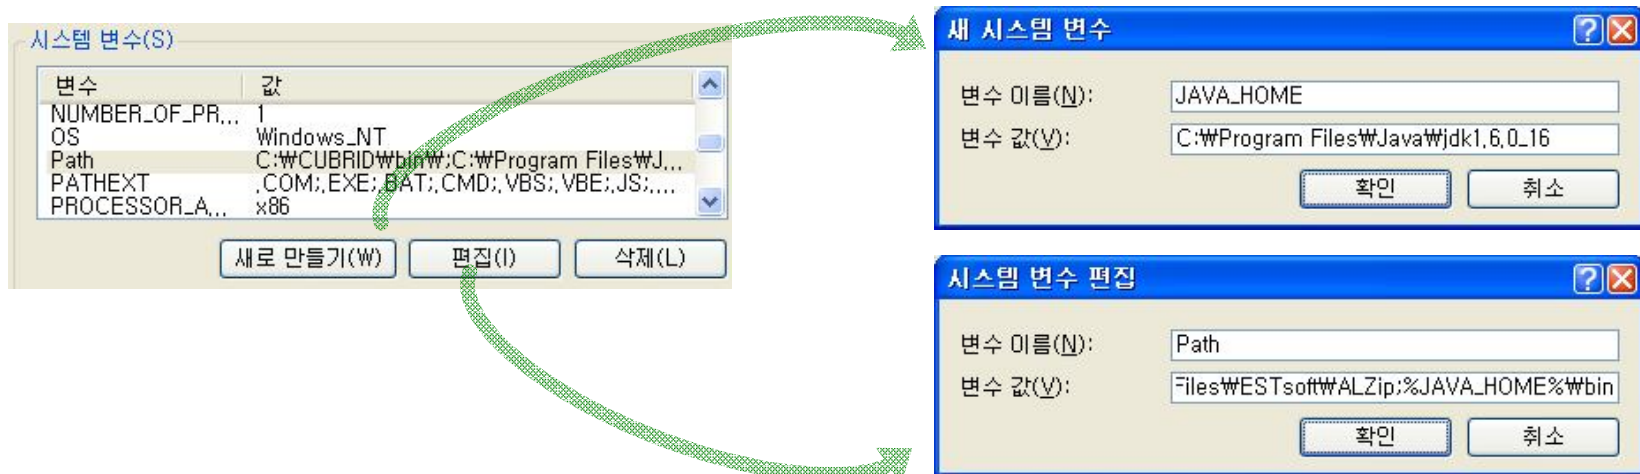 시스템 변수(S)
변수 값
NUMBER_OF_PR... 1
OS Windows_NT
Path C:₩CUBRID₩bin₩;C:₩Program Files₩J...
PATHEXT .COM;.EXE;.BAT;.CMD;.VBS;.VBE;.JS;....
PROCESSOR_A... x86
새로 만들기(W) 편집(I) 삭제(L)
새 시스템 변수
변수 이름(N): JAVA_HOME
변수 값(V): C:₩Program Files₩Java₩jdk1.6.0_16
확인 취소
시스템 변수 편집
변수 이름(N): Path
변수 값(V): Files₩ESTsoft₩ALZip;%JAVA_HOME%₩bin
확인 취소